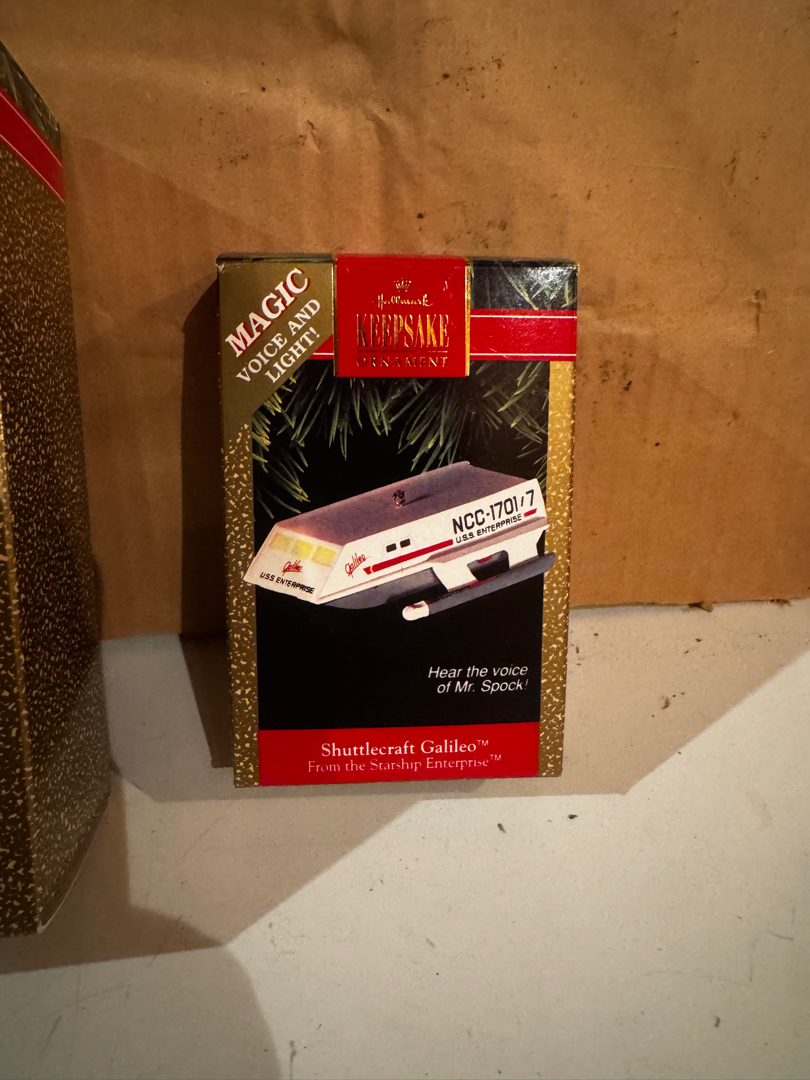 MAGIC
VOICE AND
LIGHT!
Hallmark
KEEPSAKE
ORNAMENT
NCC-1701/7
U.S.S. ENTERPRISE
Galileo
Galileo
U.S.S. ENTERPRISE
Hear the voice
of Mr. Spock!
Shuttlecraft Galileo™
From the Starship Enterprise™